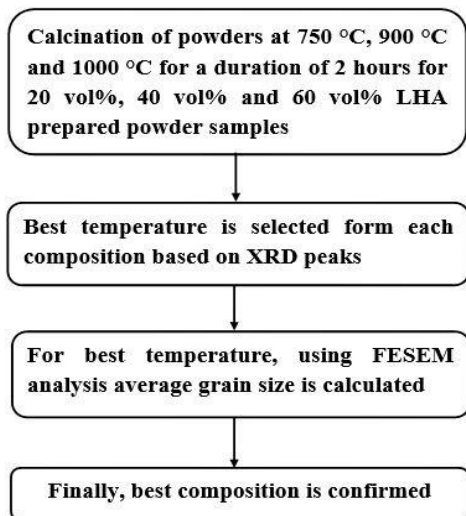 Calcination of powders at 750 °C, 900 °C
and 1000 °C for a duration of 2 hours for
20 vol%, 40 vol% and 60 vol% LHA
prepared powder samples
Best temperature is selected form each
composition based on XRD peaks
For best temperature, using FESEM
analysis average grain size is calculated
Finally, best composition is confirmed